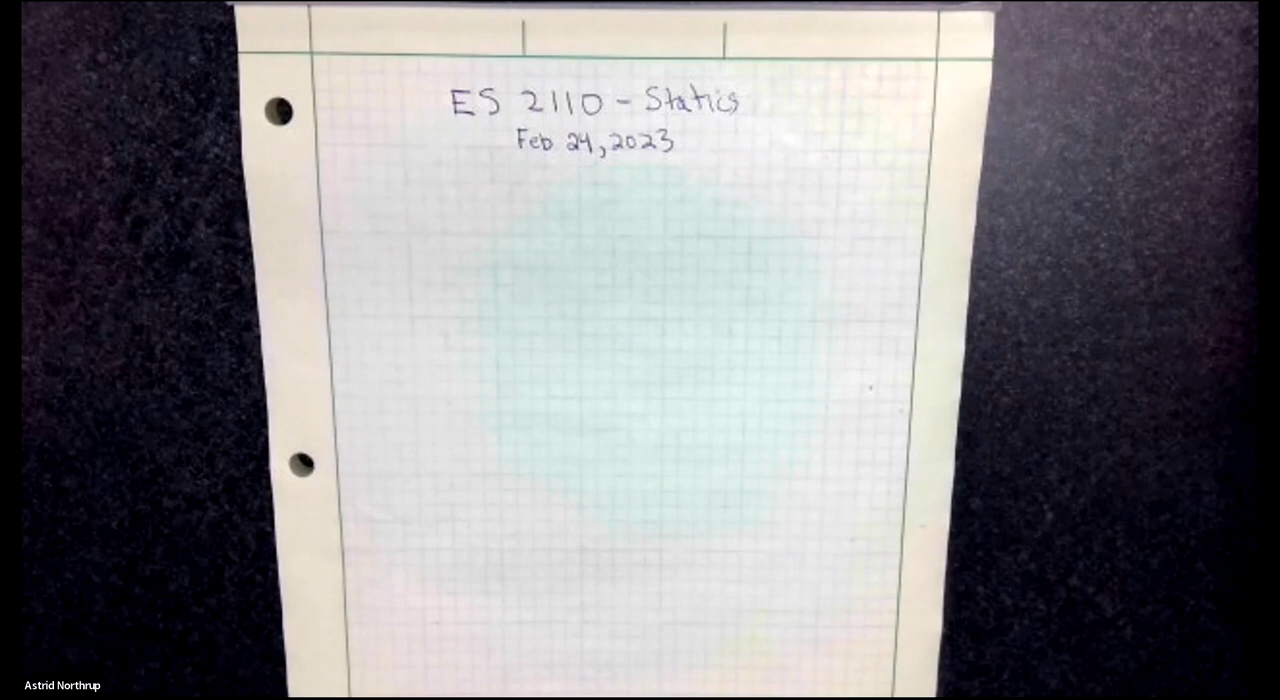 ES 2110 - Statics
Feb 24, 2023
Astrid Northrup